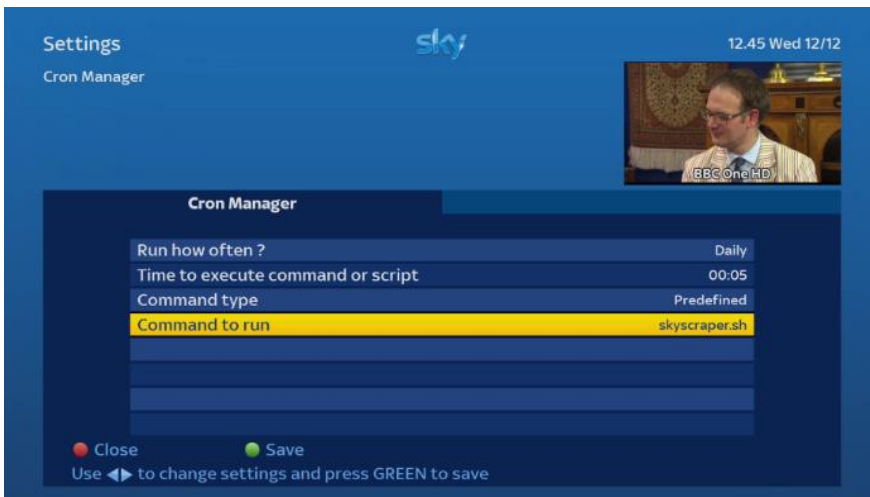 Settings
sky
12.45 Wed 12/12
Cron Manager
BBC One HD
Cron Manager
Run how often ? Daily
Time to execute command or script 00:05
Command type Predefined
Command to run skyscraper.sh
Close Save
Use ◀▶ to change settings and press GREEN to save